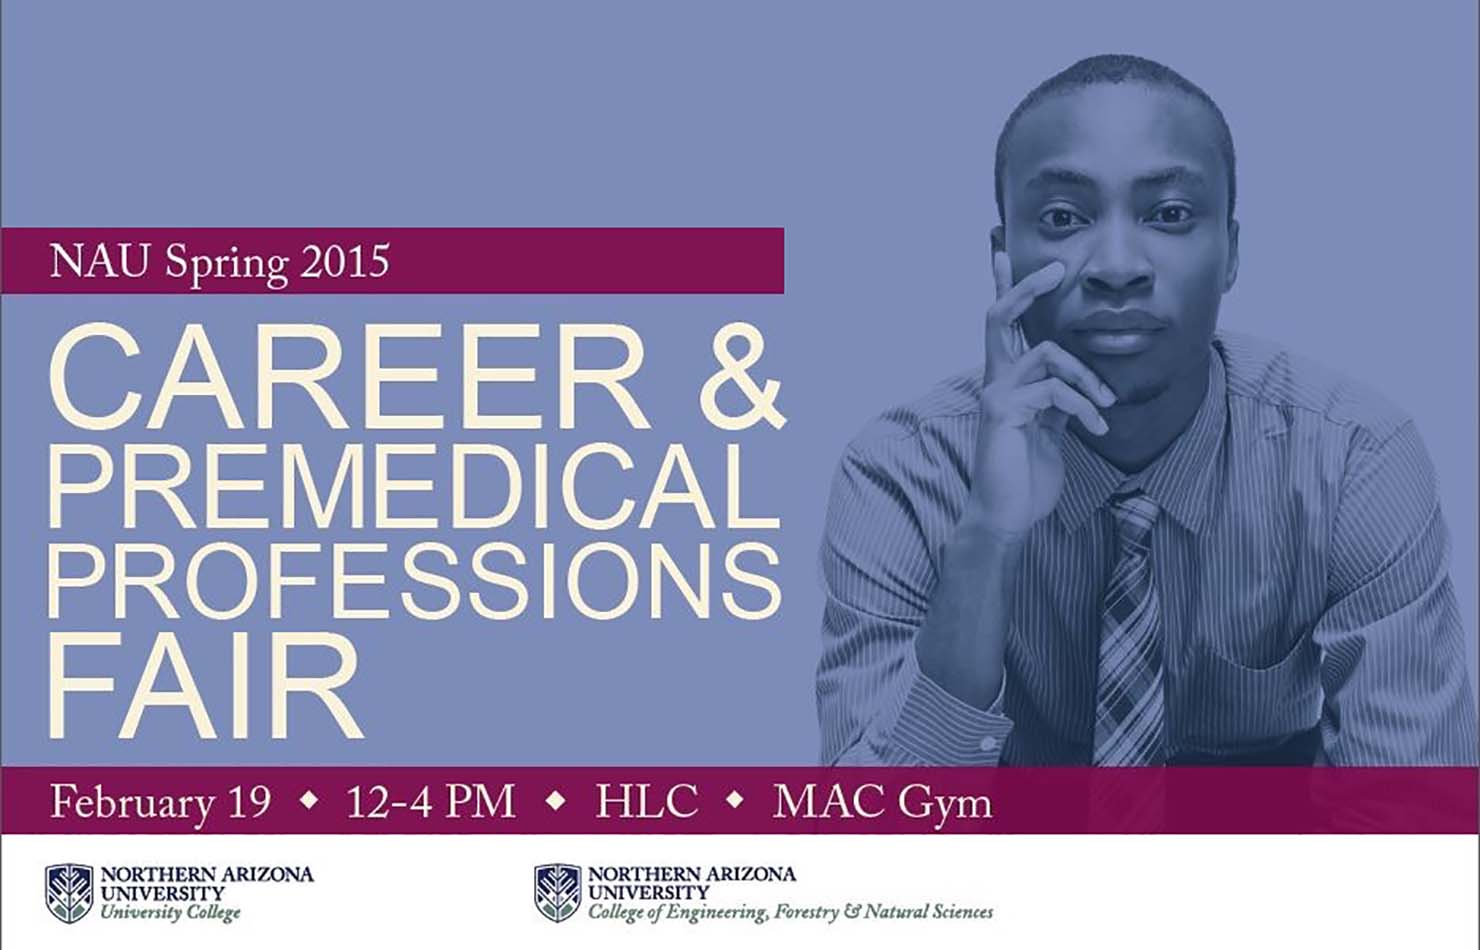 NAU Spring 2015
CAREER &
PREMEDICAL
PROFESSIONS
FAIR
February 19 ◆ 12-4 PM ◆ HLC ◆ MAC Gym
NORTHERN ARIZONA
UNIVERSITY
University College
NORTHERN ARIZONA
UNIVERSITY
College of Engineering, Forestry & Natural Sciences